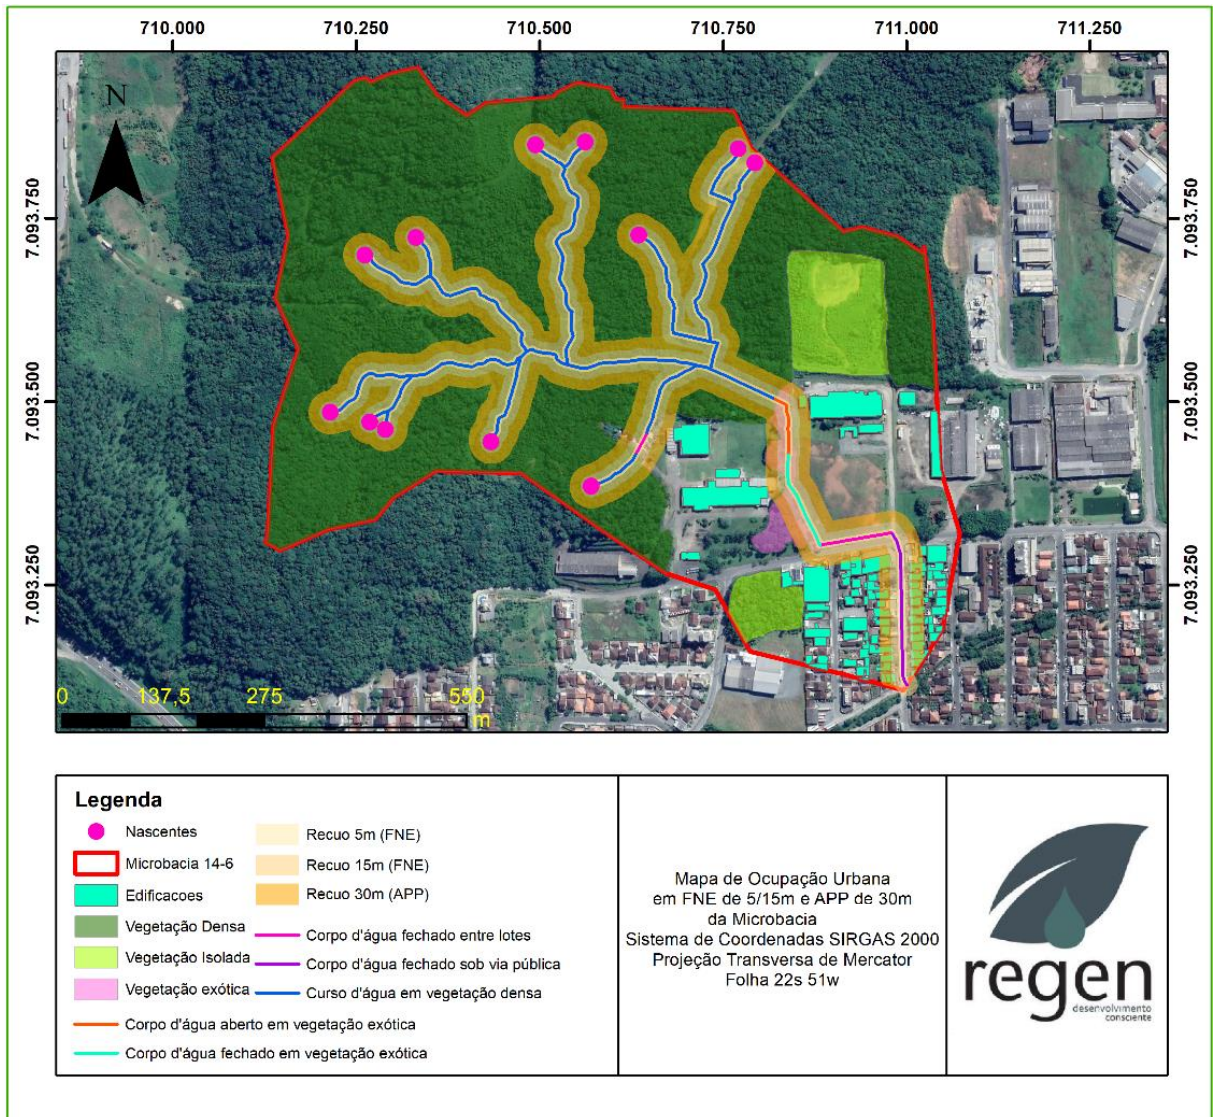 710.000 710.250 710.500 710.750 711.000 711.250
N
7.093.750 7.093.750
7.093.500 7.093.500
7.093.250 7.093.250
0 137,5 275 550
m
Legenda
Nascentes
Microbacia 14-6
Edificacoes
Vegetação Densa
Vegetação Isolada
Vegetação exótica
Recuo 5m (FNE)
Recuo 15m (FNE)
Recuo 30m (APP)
Corpo d'água fechado entre lotes
Corpo d'água fechado sob via pública
Curso d'água em vegetação densa
Corpo d'água aberto em vegetação exótica
Corpo d'água fechado em vegetação exótica
Mapa de Ocupação Urbana
em FNE de 5/15m e APP de 30m
da Microbacia
Sistema de Coordenadas SIRGAS 2000
Projeção Transversa de Mercator
Folha 22s 51w
regen
desenvolvimento
consciente